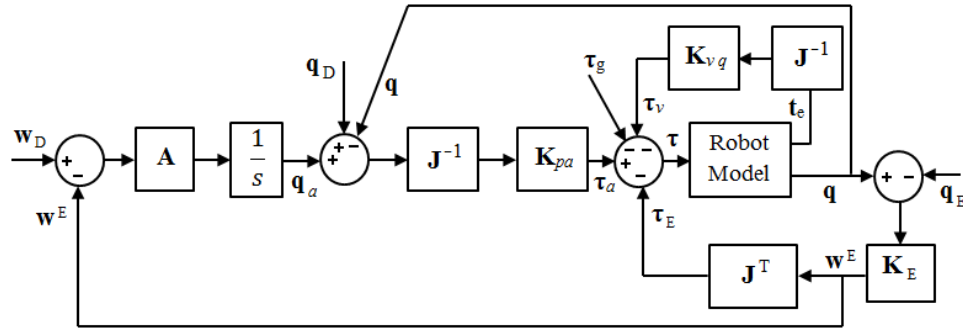 w_D
+
-
w^E
A
1
s
q_a
q_D
q
+
+
-
J^-1
K_pa
τ_a
τ_g
τ_v
K_vq
J^-1
t_e
-
-
+
-
τ
Robot
Model
q
+
-
q_E
τ_E
J^T
w^E
K_E